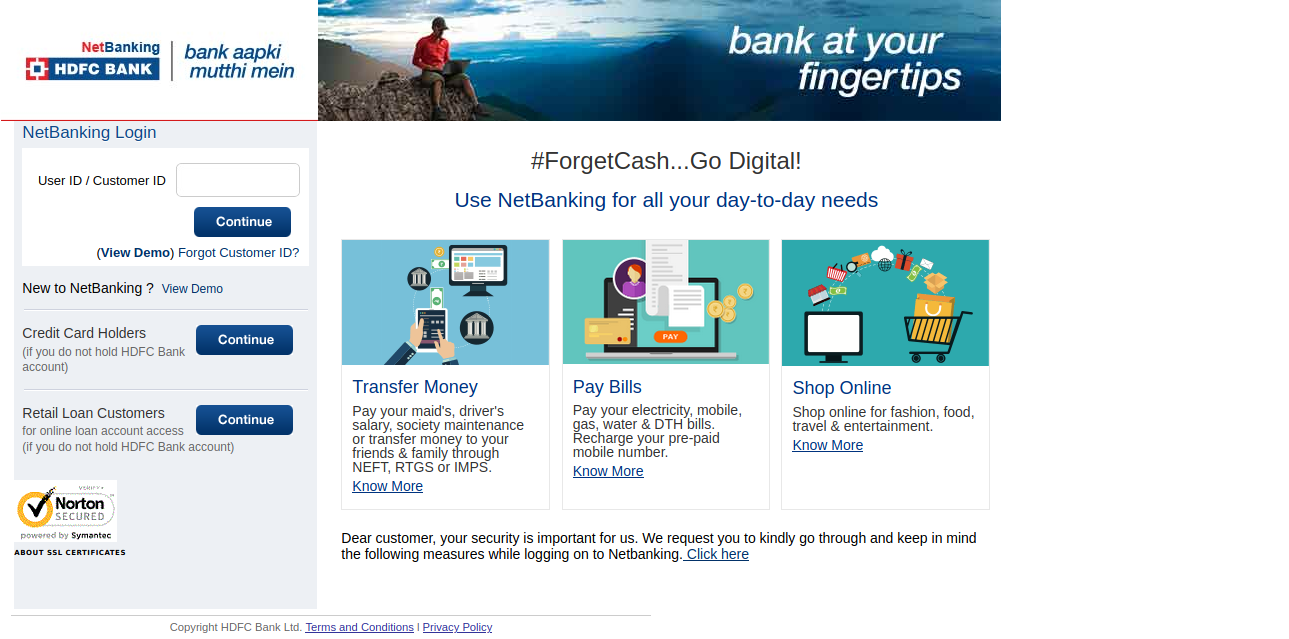 NetBanking
HDFC BANK
bank aapki
mutthi mein
bank at your
fingertips
NetBanking Login
User ID / Customer ID
Continue
(View Demo) Forgot Customer ID?
New to NetBanking ? View Demo
Credit Card Holders
(if you do not hold HDFC Bank
account)
Continue
Retail Loan Customers
for online loan account access
(if you do not hold HDFC Bank account)
Continue
VERIFY
Norton
SECURED
powered by Symantec
ABOUT SSL CERTIFICATES
#ForgetCash...Go Digital!
Use NetBanking for all your day-to-day needs
Transfer Money
Pay your maid's, driver's
salary, society maintenance
or transfer money to your
friends & family through
NEFT, RTGS or IMPS.
Know More
PAY
Pay Bills
Pay your electricity, mobile,
gas, water & DTH bills.
Recharge your pre-paid
mobile number.
Know More
Shop Online
Shop online for fashion, food,
travel & entertainment.
Know More
Dear customer, your security is important for us. We request you to kindly go through and keep in mind
the following measures while logging on to Netbanking. Click here
Copyright HDFC Bank Ltd. Terms and Conditions | Privacy Policy